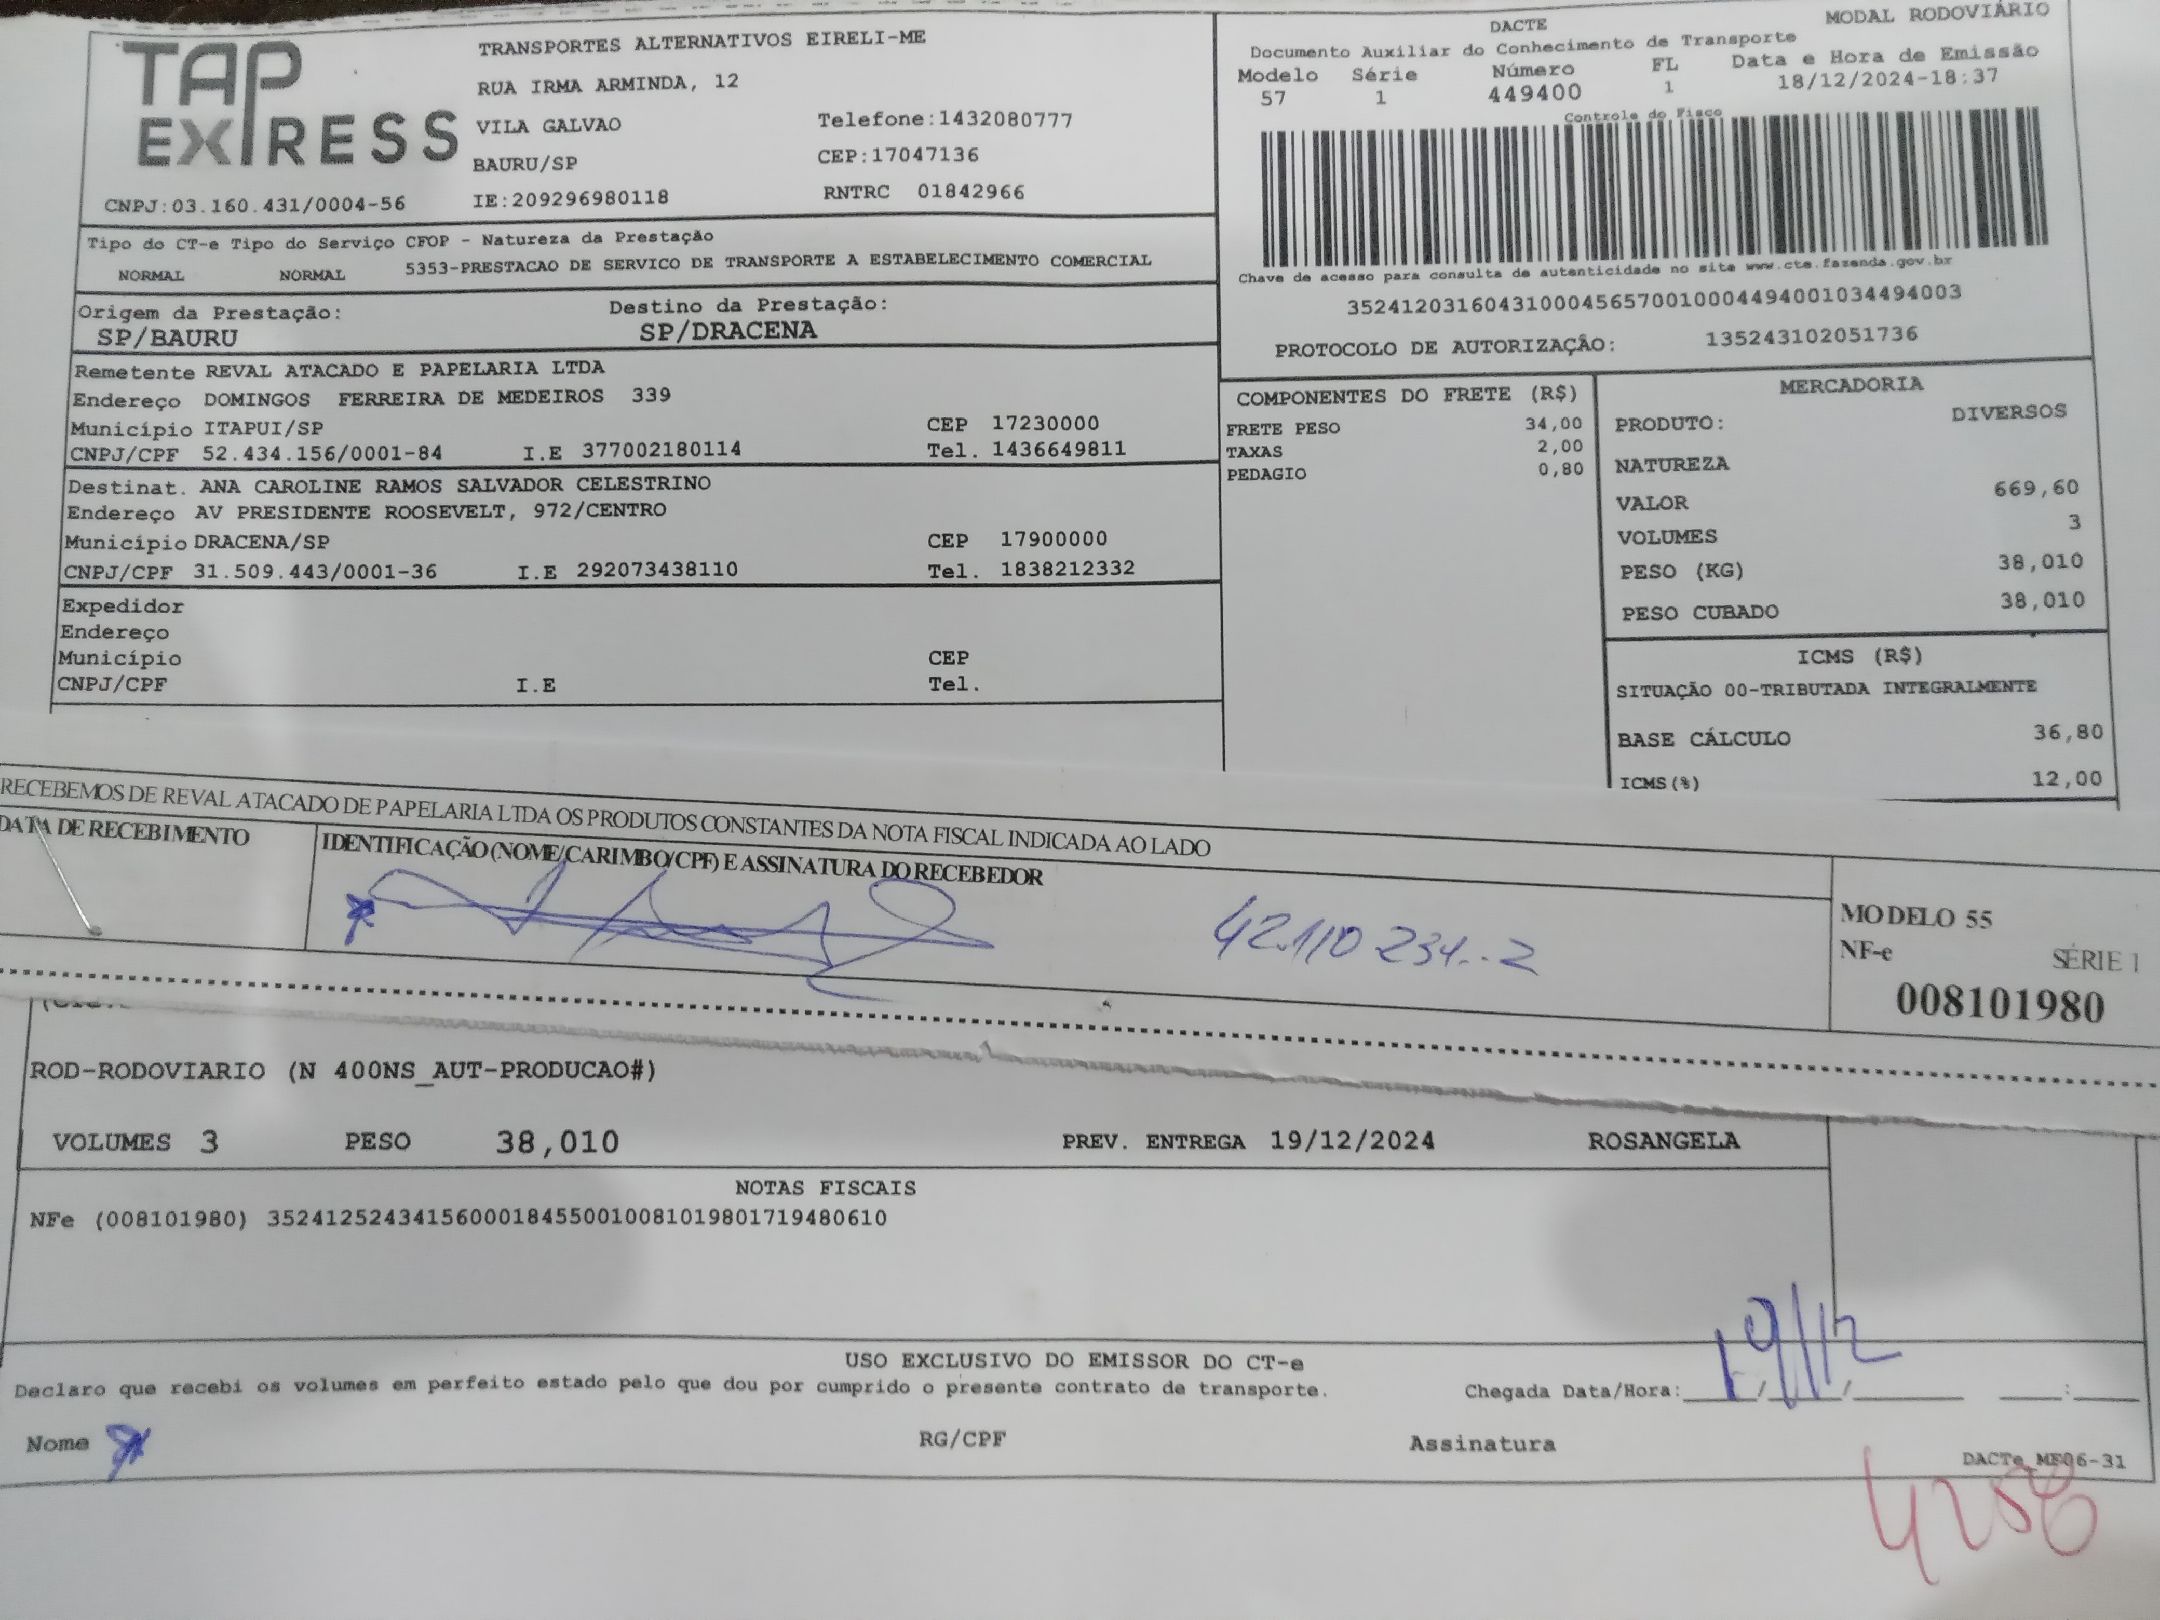 TAP EXPRESS
CNPJ:03.160.431/0004-56
TRANSPORTES ALTERNATIVOS EIRELI-ME
RUA IRMA ARMINDA, 12
VILA GALVAO Telefone:1432080777
BAURU/SP CEP:17047136
IE:209296980118 RNTRC 01842966
DACTE MODAL RODOVIÁRIO
Documento Auxiliar do Conhecimento de Transporte
Modelo Série Número FL Data e Hora de Emissão
57 1 449400 1 18/12/2024-18:37
Controle do Fisco
Chave de acesso para consulta de autenticidade no site www.cte.fazenda.gov.br
35241203160431000456570010004494001034494003
PROTOCOLO DE AUTORIZAÇÃO: 135243102051736
Tipo do CT-e Tipo do Serviço CFOP - Natureza da Prestação
NORMAL NORMAL 5353-PRESTACAO DE SERVICO DE TRANSPORTE A ESTABELECIMENTO COMERCIAL
Origem da Prestação: Destino da Prestação:
SP/BAURU SP/DRACENA
Remetente REVAL ATACADO E PAPELARIA LTDA
Endereço DOMINGOS FERREIRA DE MEDEIROS 339
Município ITAPUI/SP CEP 17230000
CNPJ/CPF 52.434.156/0001-84 I.E 377002180114 Tel. 1436649811
Destinat. ANA CAROLINE RAMOS SALVADOR CELESTRINO
Endereço AV PRESIDENTE ROOSEVELT, 972/CENTRO
Município DRACENA/SP CEP 17900000
CNPJ/CPF 31.509.443/0001-36 I.E 292073438110 Tel. 1838212332
Expedidor
Endereço
Município CEP
CNPJ/CPF I.E Tel.
COMPONENTES DO FRETE (R$)
FRETE PESO 34,00
TAXAS 2,00
PEDAGIO 0,80
MERCADORIA
PRODUTO: DIVERSOS
NATUREZA
VALOR 669,60
VOLUMES 3
PESO (KG) 38,010
PESO CUBADO 38,010
ICMS (R$)
SITUAÇÃO 00-TRIBUTADA INTEGRALMENTE
BASE CÁLCULO 36,80
ICMS(%) 12,00
RECEBEMOS DE REVAL ATACADO DE PAPELARIA LTDA OS PRODUTOS CONSTANTES DA NOTA FISCAL INDICADA AO LADO
DATA DE RECEBIMENTO IDENTIFICAÇÃO (NOME/CARIMBO/CPF) E ASSINATURA DO RECEBEDOR
42.110 234..2
MODELO 55
NF-e SÉRIE 1
008101980
ROD-RODOVIARIO (N 400NS_AUT-PRODUCAO#)
VOLUMES 3 PESO 38,010 PREV. ENTREGA 19/12/2024 ROSANGELA
NOTAS FISCAIS
NFe (008101980) 35241252434156000184550010081019801719480610
USO EXCLUSIVO DO EMISSOR DO CT-e
Declaro que recebi os volumes em perfeito estado pelo que dou por cumprido o presente contrato de transporte. Chegada Data/Hora: 19/12
Nome RG/CPF Assinatura
DACTe_ME06-31